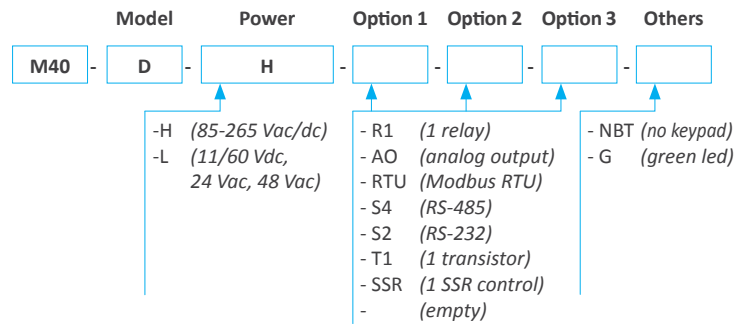 Model Power Option 1 Option 2 Option 3 Others
M40 - D - H - - - -
-H (85-265 Vac/dc)
-L (11/60 Vdc,
24 Vac, 48 Vac)
- R1 (1 relay)
- AO (analog output)
- RTU (Modbus RTU)
- S4 (RS-485)
- S2 (RS-232)
- T1 (1 transistor)
- SSR (1 SSR control)
- (empty)
- NBT (no keypad)
- G (green led)